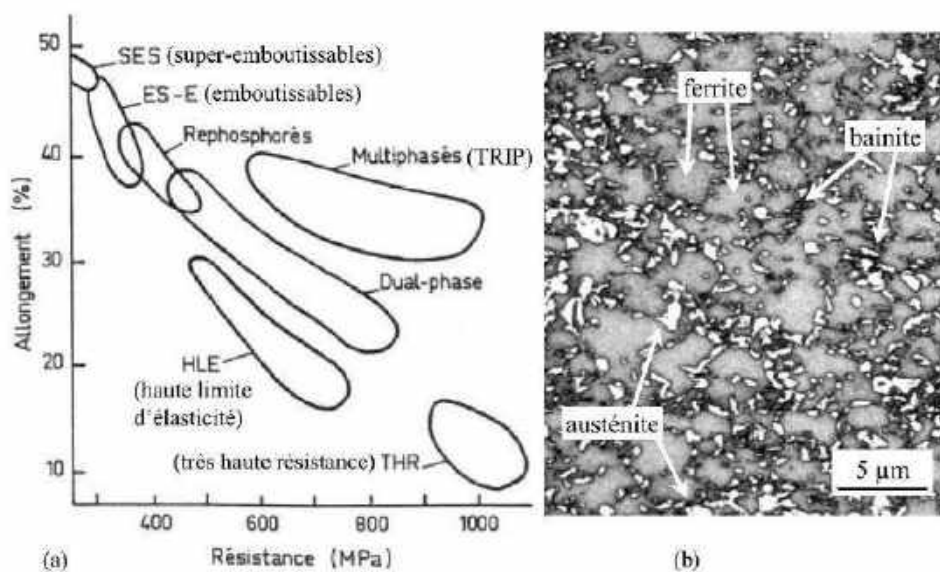 50
SES (super-emboutissables)
ES-E (emboutissables)
Rephosphorés
40
Multiphasés (TRIP)
Allongement (%)
30
Dual-phase
20
HLE
(haute limite
d'élasticité)
10
(très haute résistance) THR
400 600 800 1000
(a) Résistance (MPa)
ferrite
bainite
austénite
5 µm
(b)